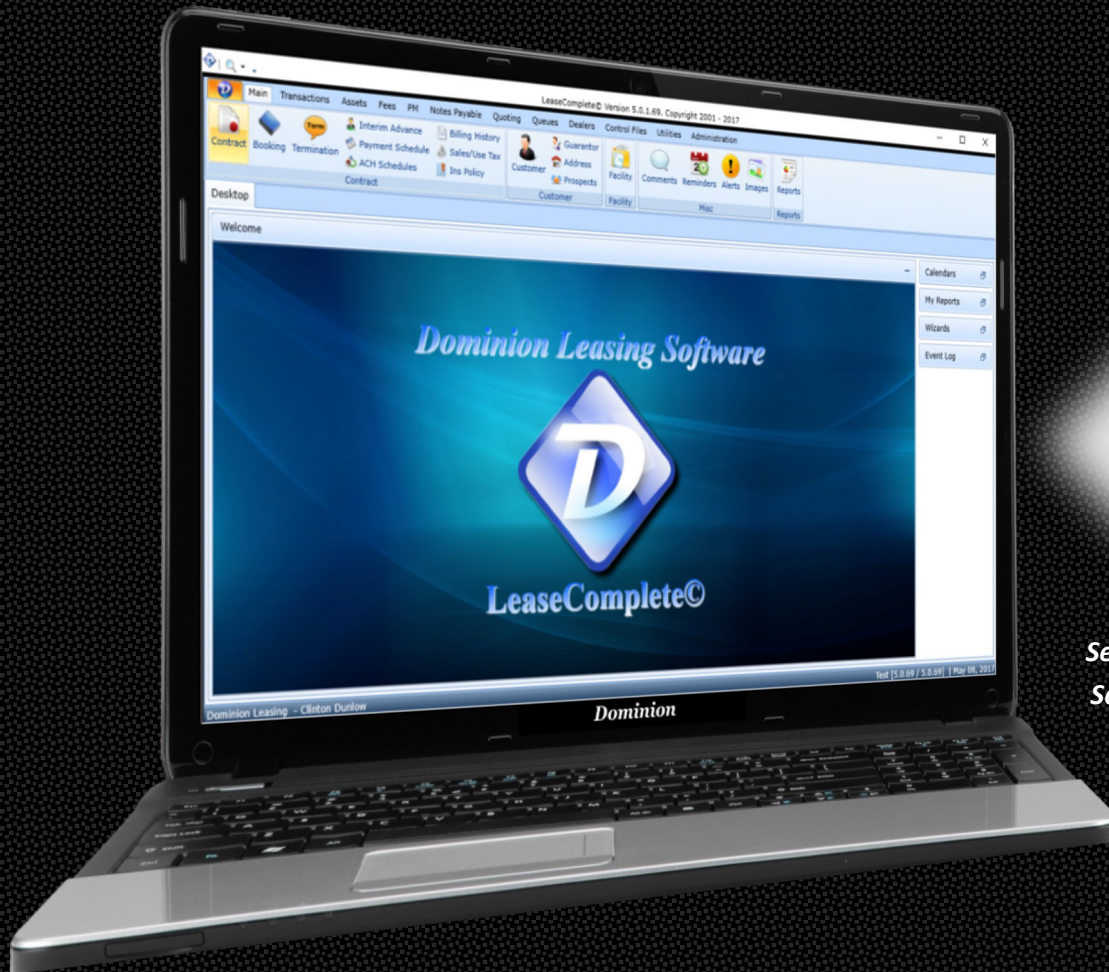 LeaseComplete© Version 5.0.1.69. Copyright 2001 - 2017
Main Transactions Assets Fees PM Notes Payable Quoting Queues Dealers Control Files Utilities Administration
Contract Booking Termination Customer Facility Comments Reminders Alerts Images Reports
Term
20
Interim Advance
Payment Schedule
ACH Schedules
Billing History
Sales/Use Tax
Ins Policy
Guarantor
Address
Prospects
Contract Customer Facility Misc Reports
Desktop
Welcome
Calendars
My Reports
Wizards
Event Log
Dominion Leasing Software
D
LeaseComplete©
Test [5.0.69 / 5.0.69] | May 08, 2017
Dominion Leasing - Clinton Dunlow
Dominion